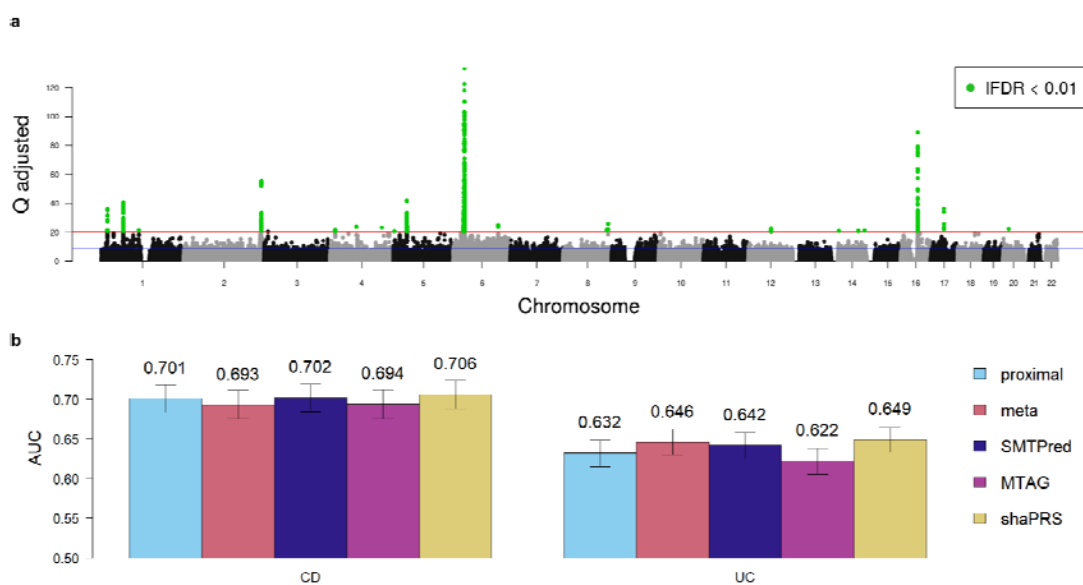 a
Q adjusted
120
100
80
60
40
20
0
lFDR < 0.01
1 2 3 4 5 6 7 8 9 10 11 12 13 14 15 16 17 18 19 20 21 22
Chromosome
b
AUC
0.75
0.70
0.65
0.60
0.55
0.50
0.701 0.693 0.702 0.694 0.706
0.632 0.646 0.642 0.622 0.649
CD UC
proximal
meta
SMTPred
MTAG
shaPRS